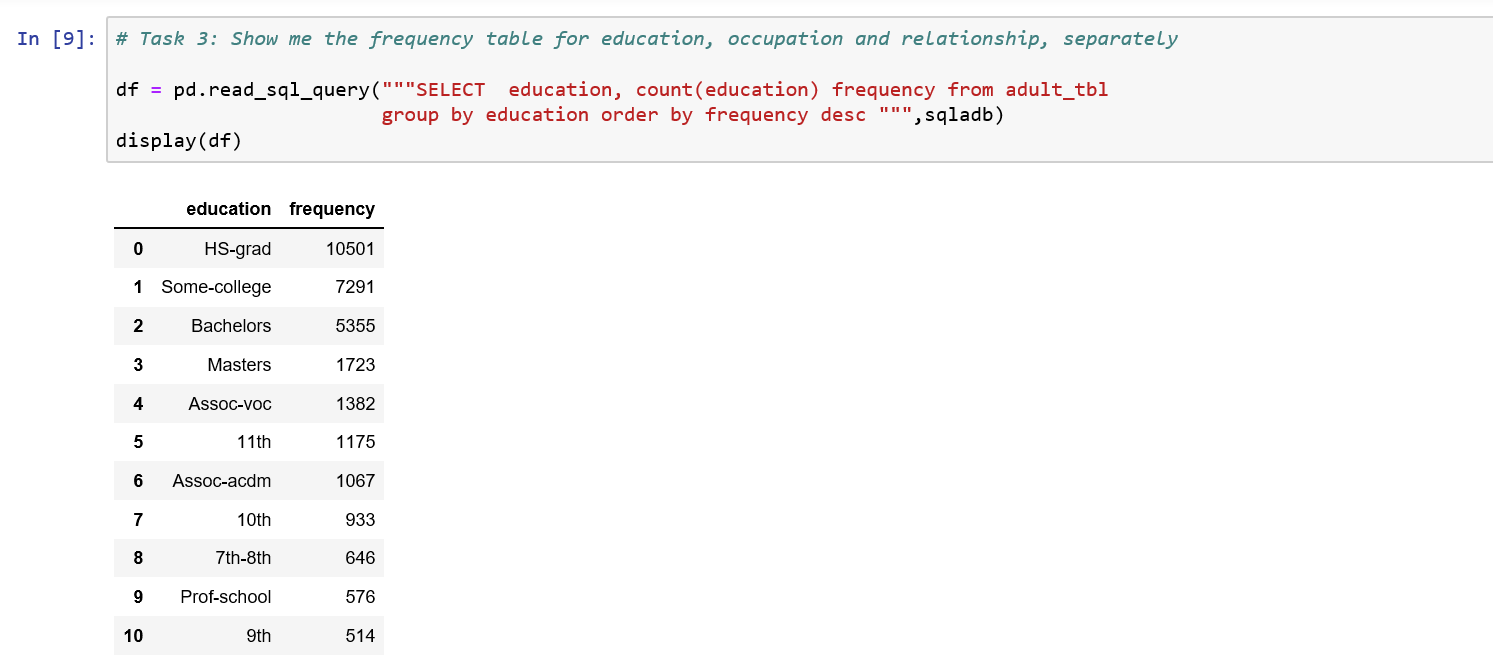 In [9]: # Task 3: Show me the frequency table for education, occupation and relationship, separately
df = pd.read_sql_query("""SELECT  education, count(education) frequency from adult_tbl
group by education order by frequency desc """,sqladb)
display(df)
education frequency
0 HS-grad 10501
1 Some-college 7291
2 Bachelors 5355
3 Masters 1723
4 Assoc-voc 1382
5 11th 1175
6 Assoc-acdm 1067
7 10th 933
8 7th-8th 646
9 Prof-school 576
10 9th 514